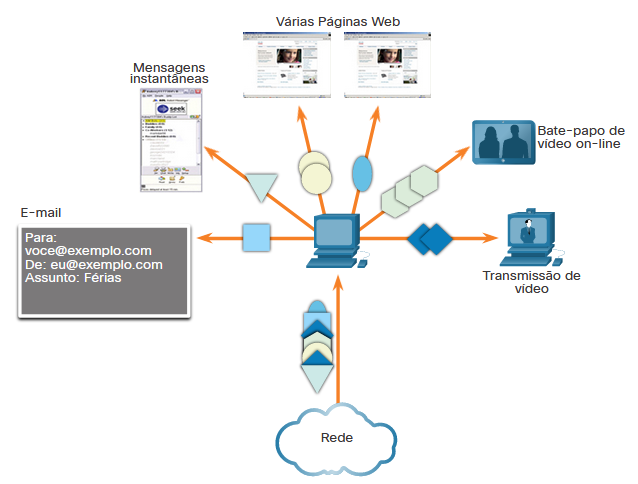 Várias Páginas Web
Mensagens
instantâneas
seek
Bate-papo de
vídeo on-line
E-mail
Para:
voce@exemplo.com
De: eu@exemplo.com
Assunto: Férias
Transmissão de
vídeo
Rede